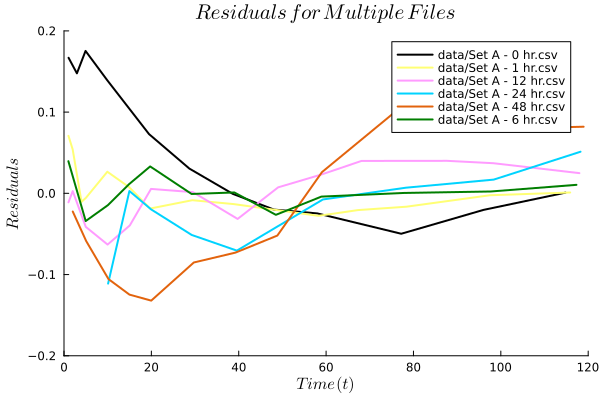 Residuals for Multiple Files
0.2
0.1
0.0
−0.1
−0.2
Residuals
data/Set A - 0 hr.csv
data/Set A - 1 hr.csv
data/Set A - 12 hr.csv
data/Set A - 24 hr.csv
data/Set A - 48 hr.csv
data/Set A - 6 hr.csv
0 20 40 60 80 100 120
Time (t)